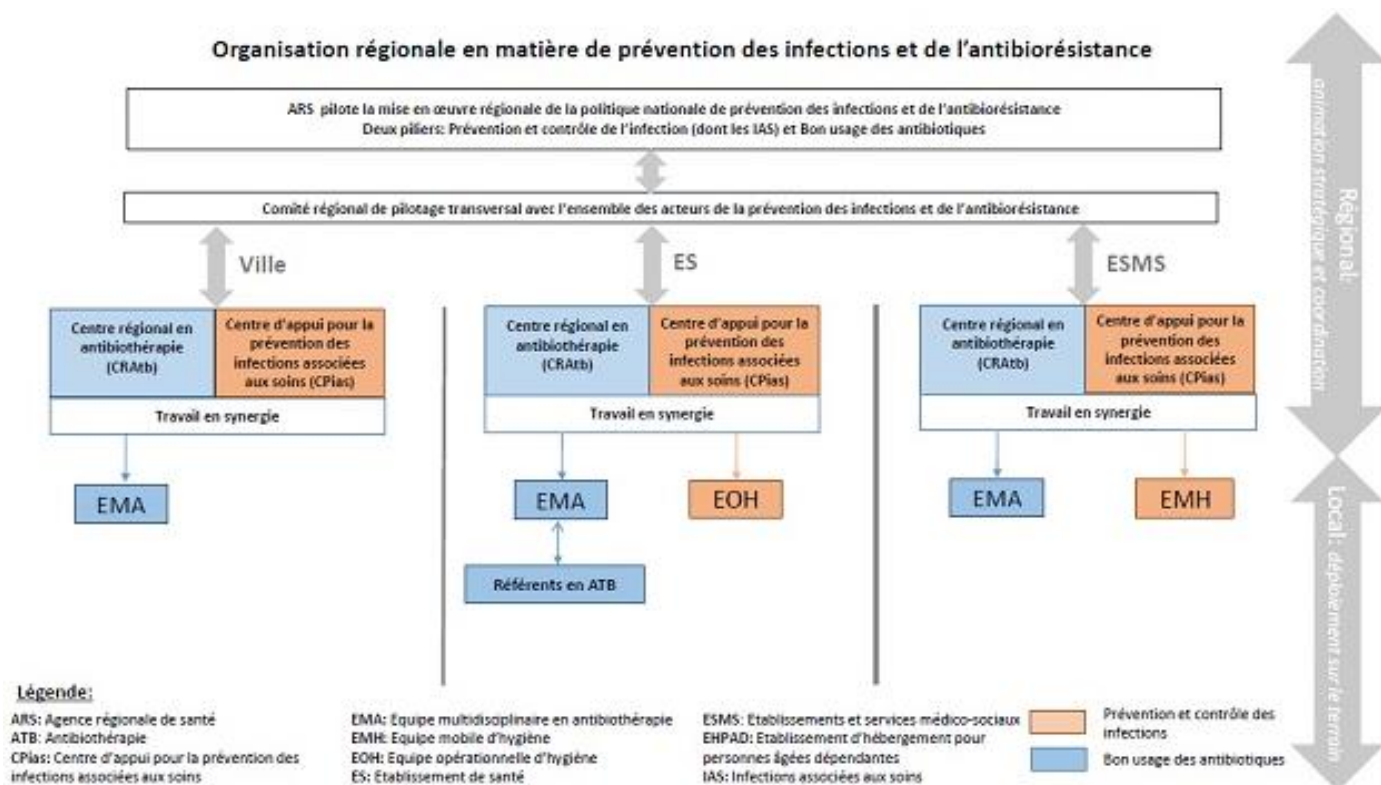 Organisation régionale en matière de prévention des infections et de l'antibiorésistance
ARS pilote la mise en œuvre régionale de la politique nationale de prévention des infections et de l'antibiorésistance
Deux piliers: Prévention et contrôle de l'infection (dont les IAS) et Bon usage des antibiotiques
Comité régional de pilotage transversal avec l'ensemble des acteurs de la prévention des infections et de l'antibiorésistance
Ville
Centre régional en
antibiothérapie
(CRAtb)
Centre d'appui pour la
prévention des
infections associées
aux soins (CPias)
Travail en synergie
EMA
ES
Centre régional en
antibiothérapie
(CRAtb)
Centre d'appui pour la
prévention des
infections associées
aux soins (CPias)
Travail en synergie
EMA
EOH
Référents en ATB
ESMS
Centre régional en
antibiothérapie
(CRAtb)
Centre d'appui pour la
prévention des
infections associées
aux soins (CPias)
Travail en synergie
EMA
EMH
Régional:
animation stratégique et coordination
Local: déploiement sur le terrain
Légende:
ARS: Agence régionale de santé
ATB: Antibiothérapie
CPias: Centre d'appui pour la prévention des
infections associées aux soins
EMA: Equipe multidisciplinaire en antibiothérapie
EMH: Equipe mobile d'hygiène
EOH: Equipe opérationnelle d'hygiène
ES: Etablissement de santé
ESMS: Etablissements et services médico-sociaux
EHPAD: Etablissement d'hébergement pour
personnes âgées dépendantes
IAS: Infections associées aux soins
Prévention et contrôle des
infections
Bon usage des antibiotiques